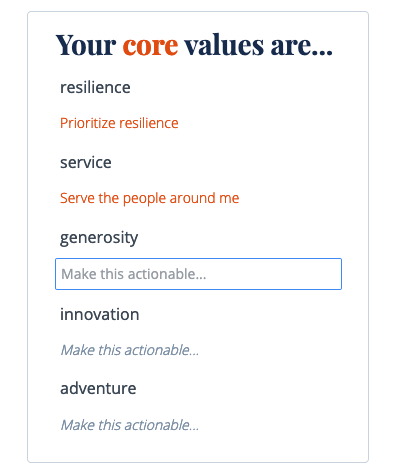 Your core values are...
resilience
Prioritize resilience
service
Serve the people around me
generosity
Make this actionable...
innovation
Make this actionable...
adventure
Make this actionable...